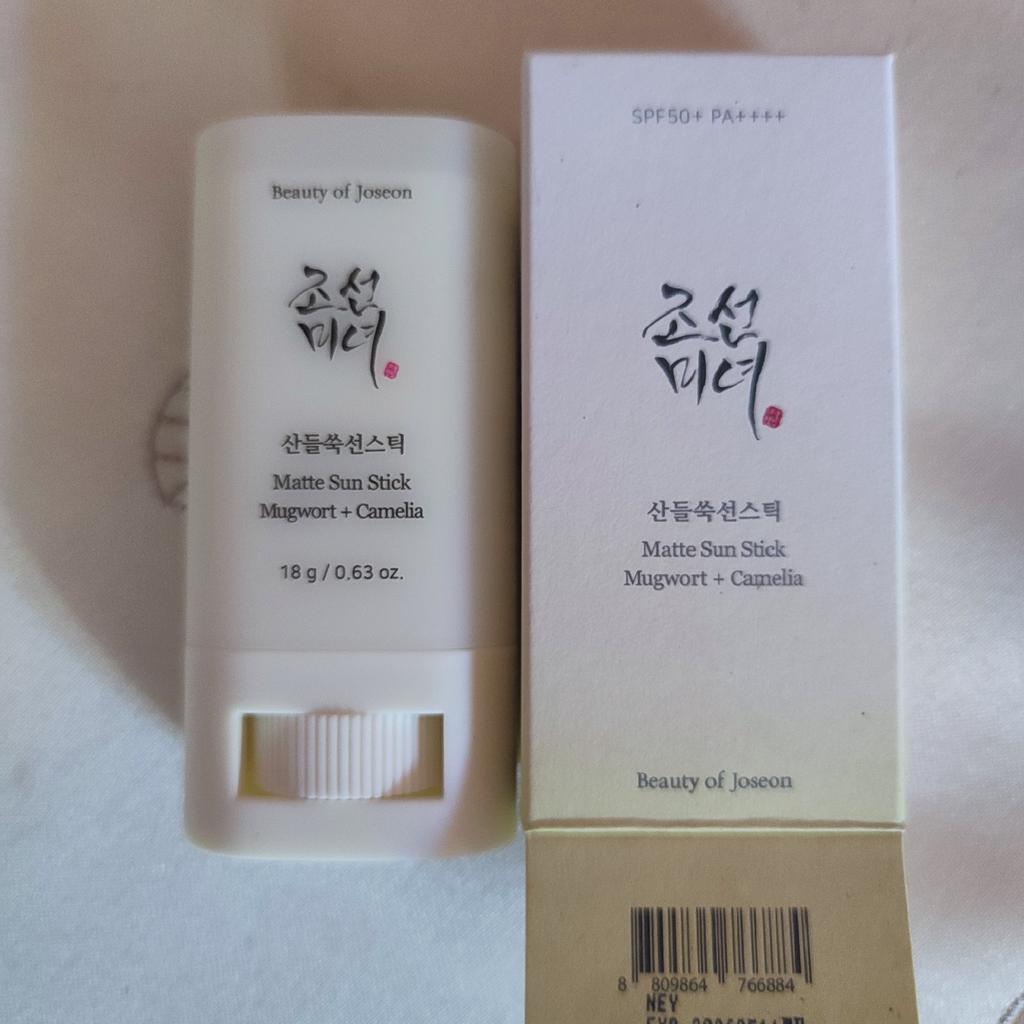 Beauty of Joseon
조선
미녀
산들쑥선스틱
Matte Sun Stick
Mugwort + Camelia
18 g / 0.63 oz.
SPF50+ PA++++
조선
미녀
산들쑥선스틱
Matte Sun Stick
Mugwort + Camelia
Beauty of Joseon
8 809864 766884
NEY